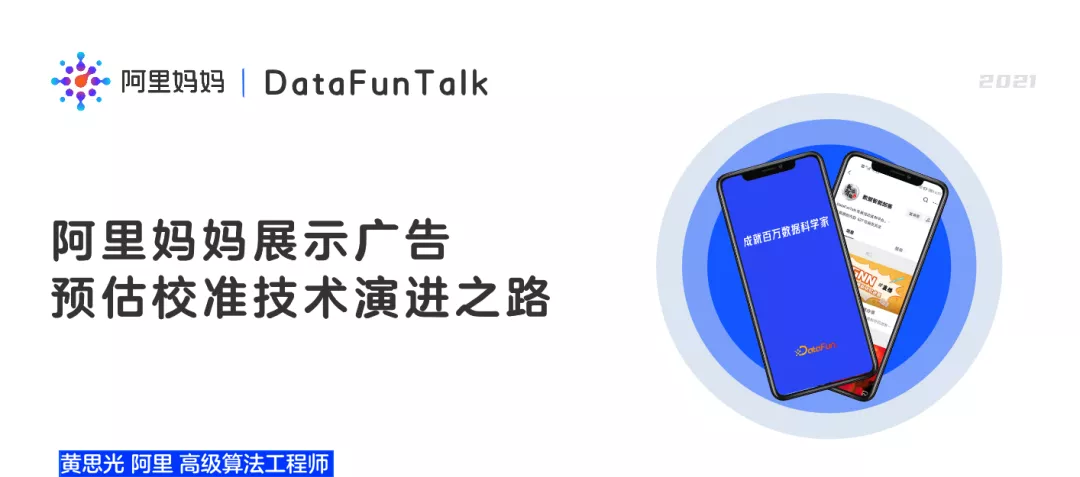 阿里妈妈 | DataFunTalk
2021
阿里妈妈展示广告
预估校准技术演进之路
成就百万数据科学家
DataFun
黄思光 阿里 高级算法工程师